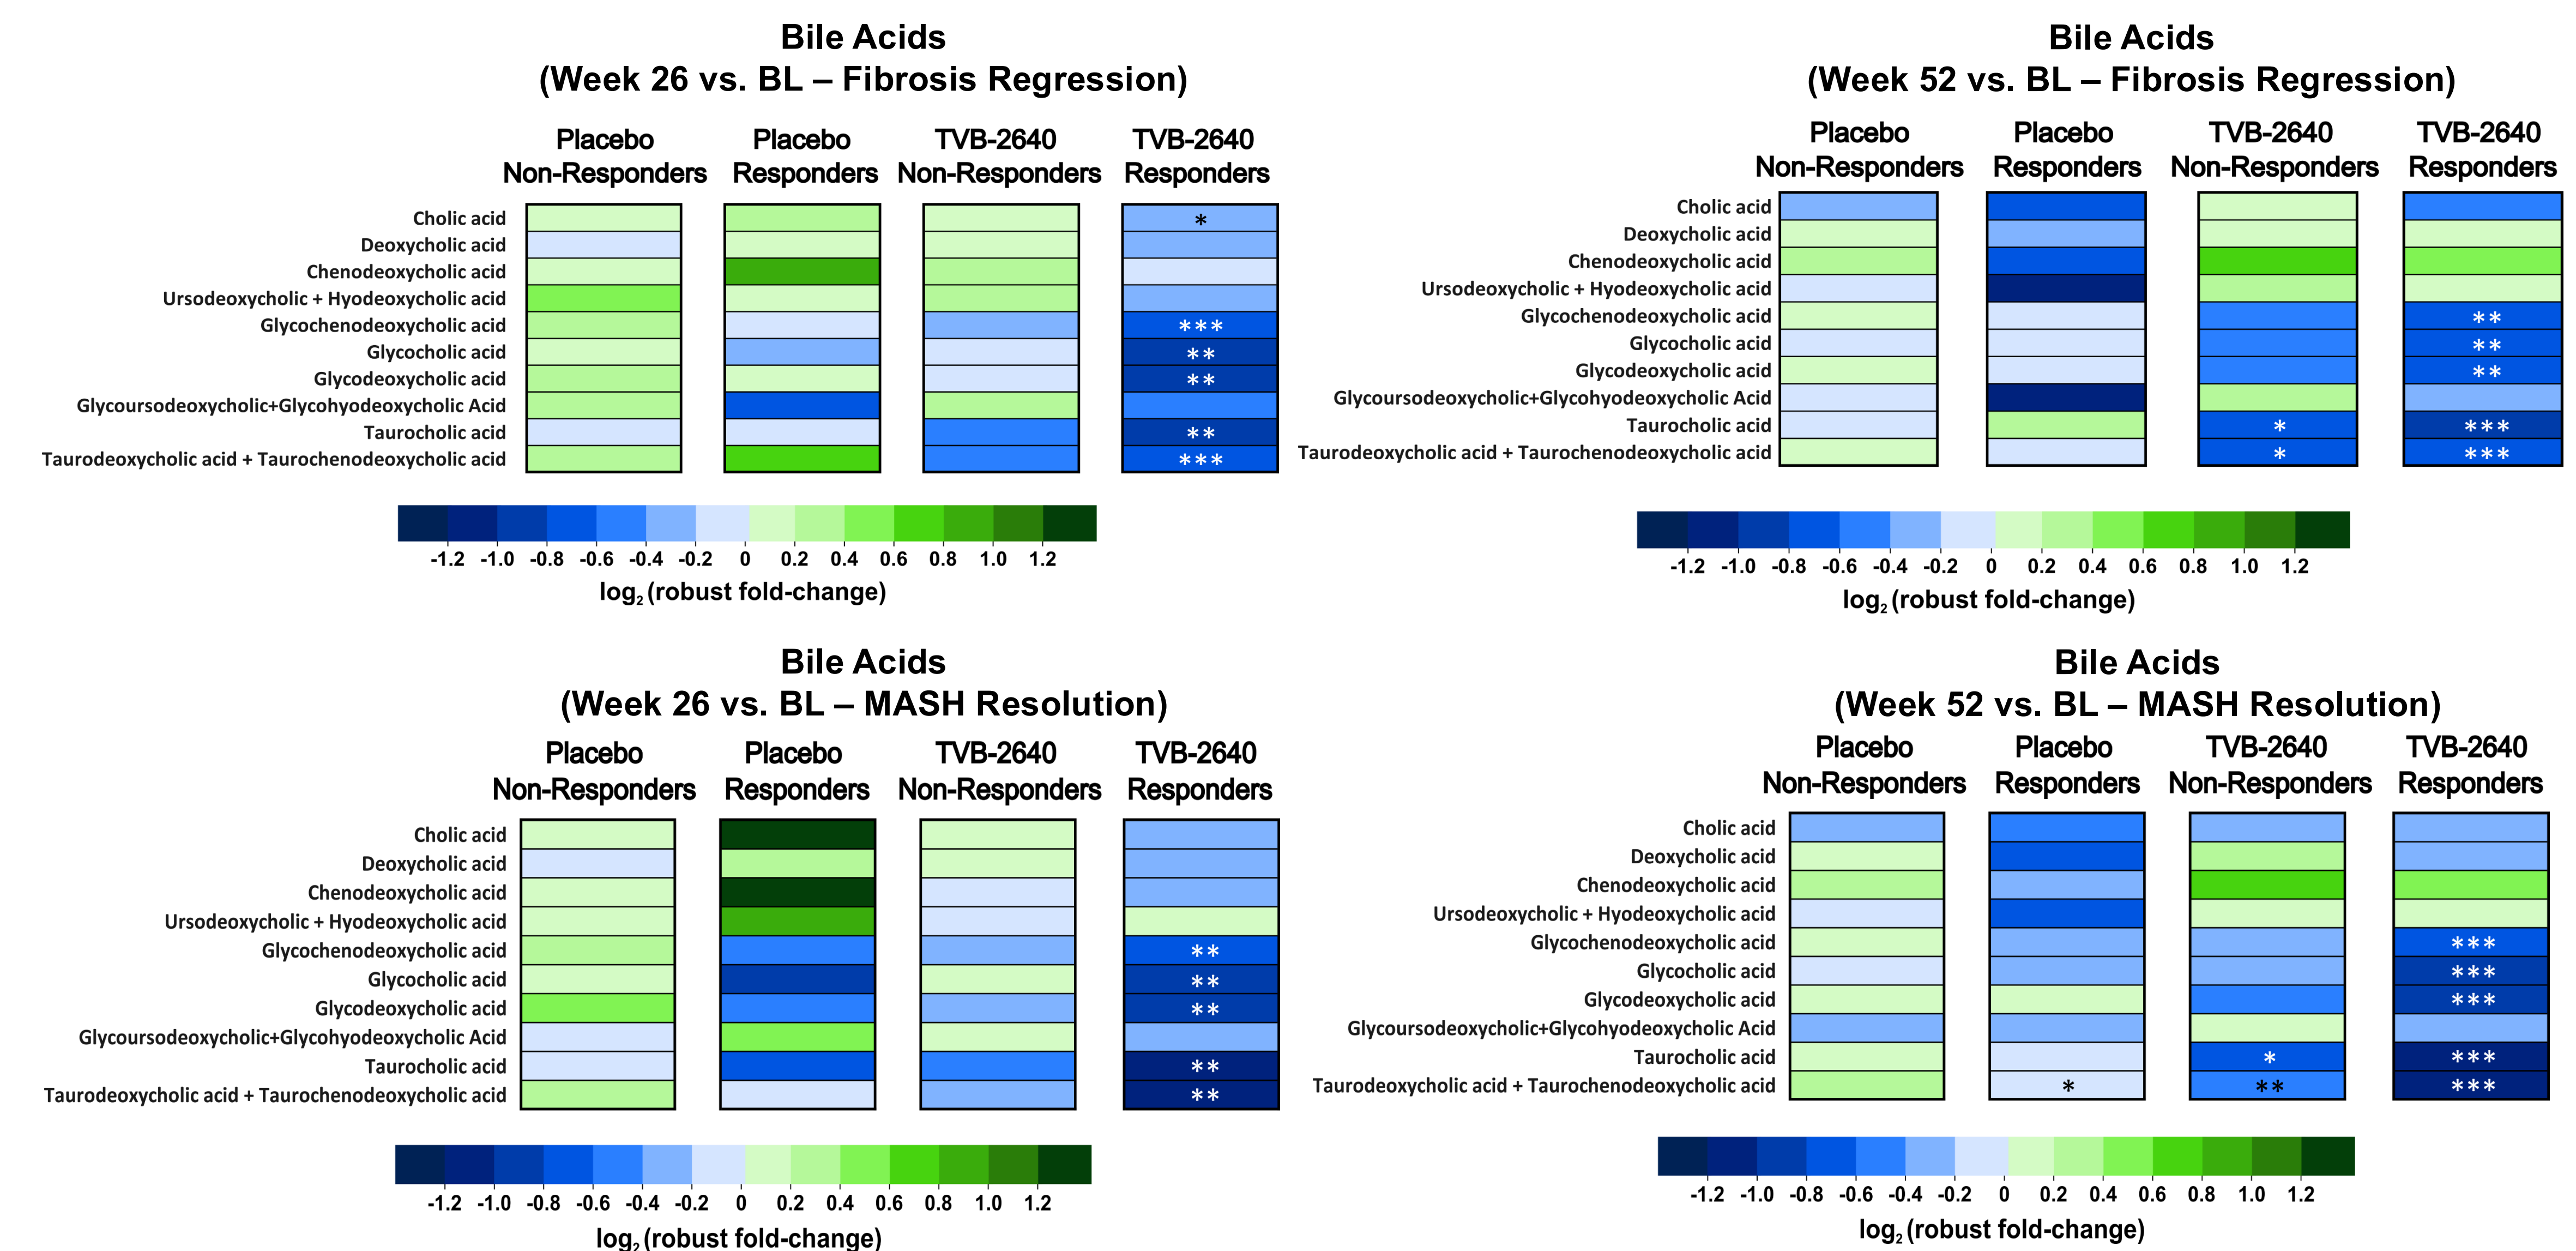 Bile Acids
(Week 26 vs. BL – Fibrosis Regression)
Placebo Non-Responders
Placebo Responders
TVB-2640 Non-Responders
TVB-2640 Responders
Cholic acid *
Deoxycholic acid
Chenodeoxycholic acid
Ursodeoxycholic + Hyodeoxycholic acid
Glycochenodeoxycholic acid ***
Glycocholic acid **
Glycodeoxycholic acid **
Glycoursodeoxycholic+Glycohyodeoxycholic Acid
Taurocholic acid **
Taurodeoxycholic acid + Taurochenodeoxycholic acid ***
-1.2 -1.0 -0.8 -0.6 -0.4 -0.2 0 0.2 0.4 0.6 0.8 1.0 1.2
log2 (robust fold-change)
Bile Acids
(Week 52 vs. BL – Fibrosis Regression)
Placebo Non-Responders
Placebo Responders
TVB-2640 Non-Responders
TVB-2640 Responders
Cholic acid
Deoxycholic acid
Chenodeoxycholic acid
Ursodeoxycholic + Hyodeoxycholic acid
Glycochenodeoxycholic acid **
Glycocholic acid **
Glycodeoxycholic acid **
Glycoursodeoxycholic+Glycohyodeoxycholic Acid
Taurocholic acid * ***
Taurodeoxycholic acid + Taurochenodeoxycholic acid * ***
-1.2 -1.0 -0.8 -0.6 -0.4 -0.2 0 0.2 0.4 0.6 0.8 1.0 1.2
log2 (robust fold-change)
Bile Acids
(Week 26 vs. BL – MASH Resolution)
Placebo Non-Responders
Placebo Responders
TVB-2640 Non-Responders
TVB-2640 Responders
Cholic acid
Deoxycholic acid
Chenodeoxycholic acid
Ursodeoxycholic + Hyodeoxycholic acid
Glycochenodeoxycholic acid **
Glycocholic acid **
Glycodeoxycholic acid **
Glycoursodeoxycholic+Glycohyodeoxycholic Acid
Taurocholic acid **
Taurodeoxycholic acid + Taurochenodeoxycholic acid **
-1.2 -1.0 -0.8 -0.6 -0.4 -0.2 0 0.2 0.4 0.6 0.8 1.0 1.2
log2 (robust fold-change)
Bile Acids
(Week 52 vs. BL – MASH Resolution)
Placebo Non-Responders
Placebo Responders
TVB-2640 Non-Responders
TVB-2640 Responders
Cholic acid
Deoxycholic acid
Chenodeoxycholic acid
Ursodeoxycholic + Hyodeoxycholic acid
Glycochenodeoxycholic acid ***
Glycocholic acid ***
Glycodeoxycholic acid ***
Glycoursodeoxycholic+Glycohyodeoxycholic Acid
Taurocholic acid * ***
Taurodeoxycholic acid + Taurochenodeoxycholic acid * ** ***
-1.2 -1.0 -0.8 -0.6 -0.4 -0.2 0 0.2 0.4 0.6 0.8 1.0 1.2
log2 (robust fold-change)